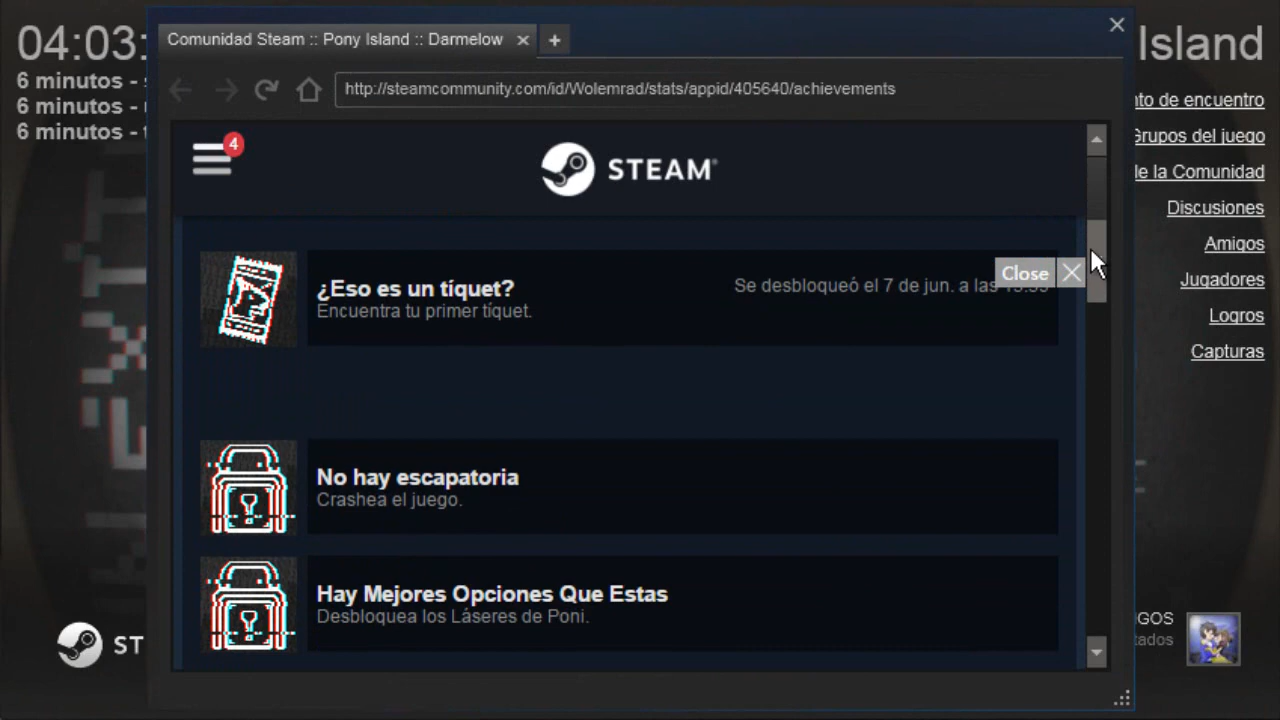 04:03:
6 minutos -
6 minutos -
6 minutos -
Comunidad Steam :: Pony Island :: Darmelow
http://steamcommunity.com/id/Wolemrad/stats/appid/405640/achievements
4
STEAM®
¿Eso es un tíquet?
Encuentra tu primer tíquet.
Se desbloqueó el 7 de jun. a las
Close
No hay escapatoria
Crashea el juego.
Hay Mejores Opciones Que Estas
Desbloquea los Láseres de Poni.
Island
nto de encuentro
Grupos del juego
de la Comunidad
Discusiones
Amigos
Jugadores
Logros
Capturas
ST
IGOS
tados